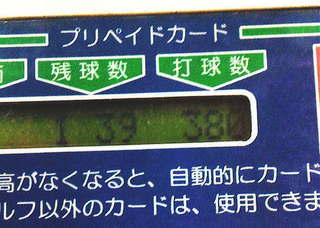 プリペイドカード
残球数 打球数
1 39 380
高がなくなると、自動的にカード
ルフ以外のカードは、使用できま